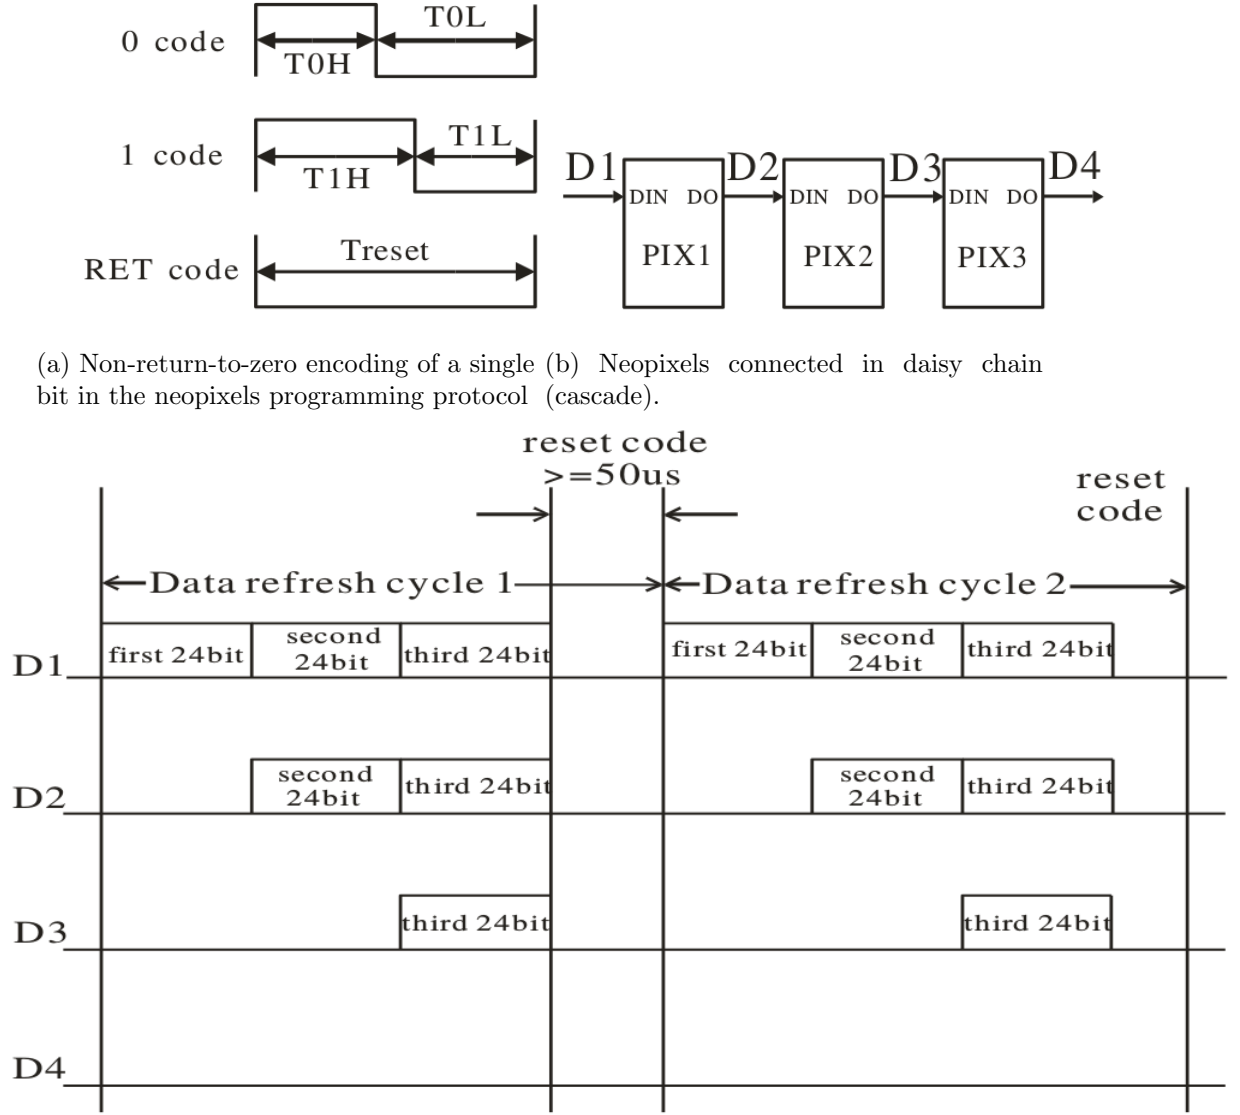 0 code
T0H
T0L
1 code
T1H
T1L
RET code
Treset
D1
D2
D3
D4
DIN DO
DIN DO
DIN DO
PIX1
PIX2
PIX3
(a) Non-return-to-zero encoding of a single
bit in the neopixels programming protocol
(b) Neopixels connected in daisy chain
(cascade).
reset code
>=50us
reset
code
Data refresh cycle 1
Data refresh cycle 2
D1
first 24bit
second
24bit
third 24bit
first 24bit
second
24bit
third 24bit
D2
second
24bit
third 24bit
second
24bit
third 24bit
D3
third 24bit
third 24bit
D4